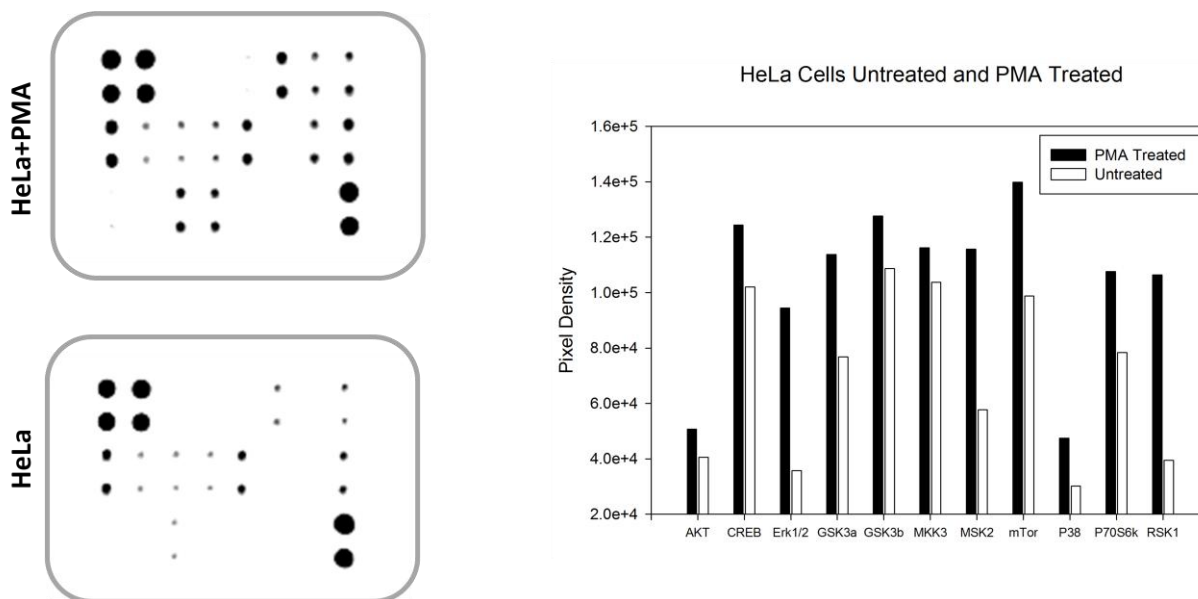 HeLa+PMA
HeLa
HeLa Cells Untreated and PMA Treated
Pixel Density
1.6e+5
1.4e+5
1.2e+5
1.0e+5
8.0e+4
6.0e+4
4.0e+4
2.0e+4
PMA Treated
Untreated
AKT CREB Erk1/2 GSK3a GSK3b MKK3 MSK2 mTor P38 P70S6k RSK1